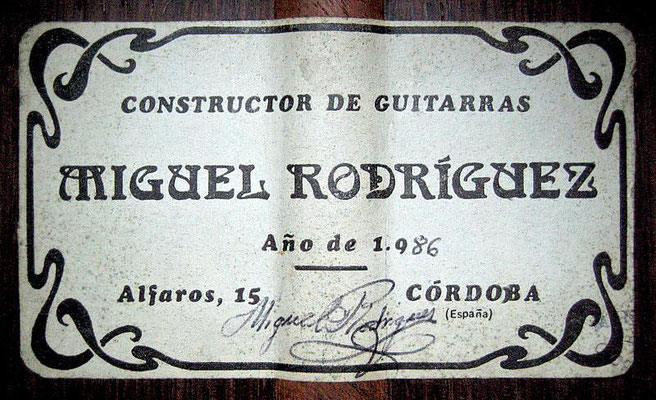 CONSTRUCTOR DE GUITARRAS
MIGUEL RODRÍGUEZ
Año de 1.986
Alfaros, 15 CÓRDOBA
(España)
Miguel Rodriguez